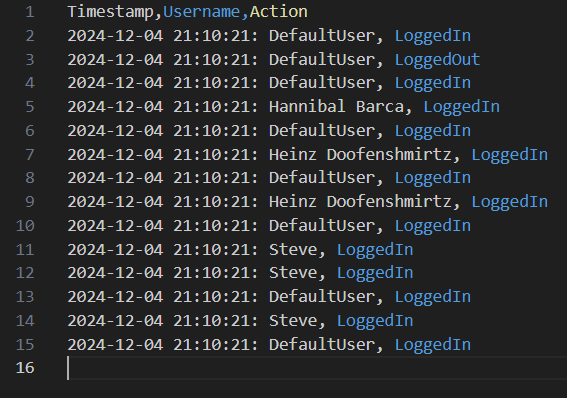 1 Timestamp,Username,Action
2 2024-12-04 21:10:21: DefaultUser, LoggedIn
3 2024-12-04 21:10:21: DefaultUser, LoggedOut
4 2024-12-04 21:10:21: DefaultUser, LoggedIn
5 2024-12-04 21:10:21: Hannibal Barca, LoggedIn
6 2024-12-04 21:10:21: DefaultUser, LoggedIn
7 2024-12-04 21:10:21: Heinz Doofenshmirtz, LoggedIn
8 2024-12-04 21:10:21: DefaultUser, LoggedIn
9 2024-12-04 21:10:21: Heinz Doofenshmirtz, LoggedIn
10 2024-12-04 21:10:21: DefaultUser, LoggedIn
11 2024-12-04 21:10:21: Steve, LoggedIn
12 2024-12-04 21:10:21: Steve, LoggedIn
13 2024-12-04 21:10:21: DefaultUser, LoggedIn
14 2024-12-04 21:10:21: Steve, LoggedIn
15 2024-12-04 21:10:21: DefaultUser, LoggedIn
16